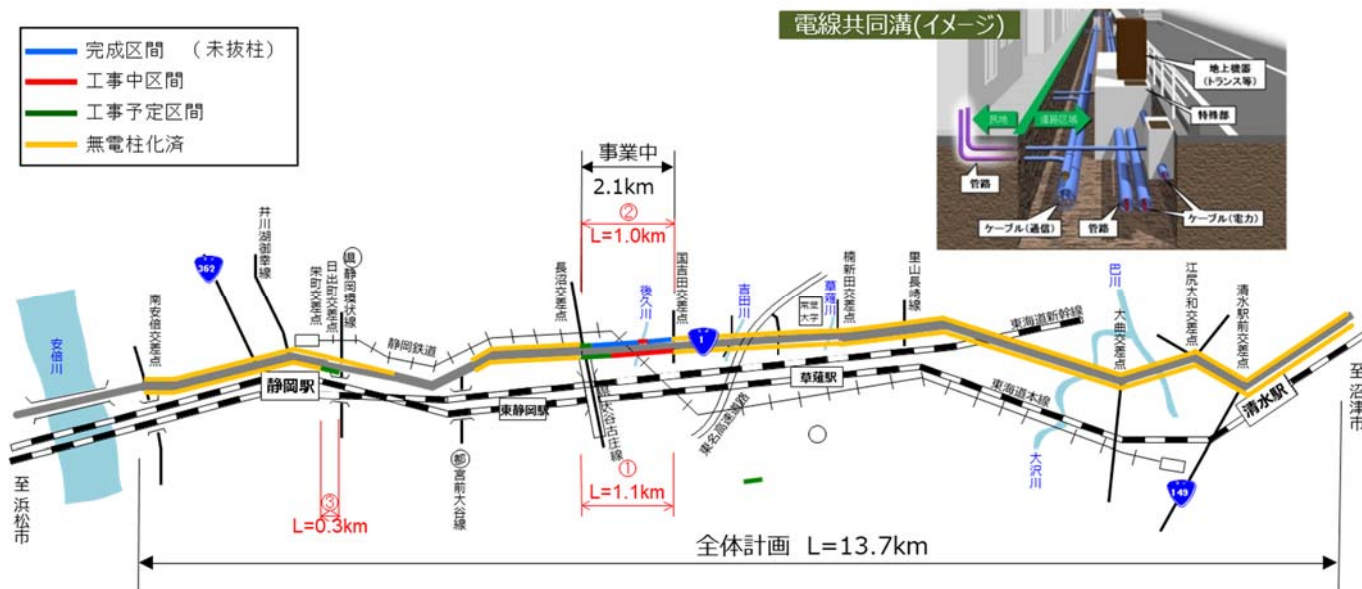 完成区間 （未抜柱）
工事中区間
工事予定区間
無電柱化済
電線共同溝(イメージ)
地上機器
(トランス等)
特殊部
民地
道路区域
管路
ケーブル(通信)
管路
ケーブル(電力)
事業中
2.1km
②
L=1.0km
安倍川
南安倍交差点
362
井川湖御幸線
栄町交差点
日出町交差点
県
静岡環状線
静岡鉄道
長沼交差点
後久川
国吉田交差点
1
吉田川
常葉
大学
草薙川
楠新田交差点
里山長崎線
東海道新幹線
巴川
大曲交差点
江尻大和交差点
清水駅前交差点
至 沼津市
静岡駅
東静岡駅
草薙駅
清水駅
東海道本線
大沢川
149
東名高速道路
大谷古庄線
都
宮前大谷線
至 浜松市
③
L=0.3km
①
L=1.1km
全体計画 L=13.7km